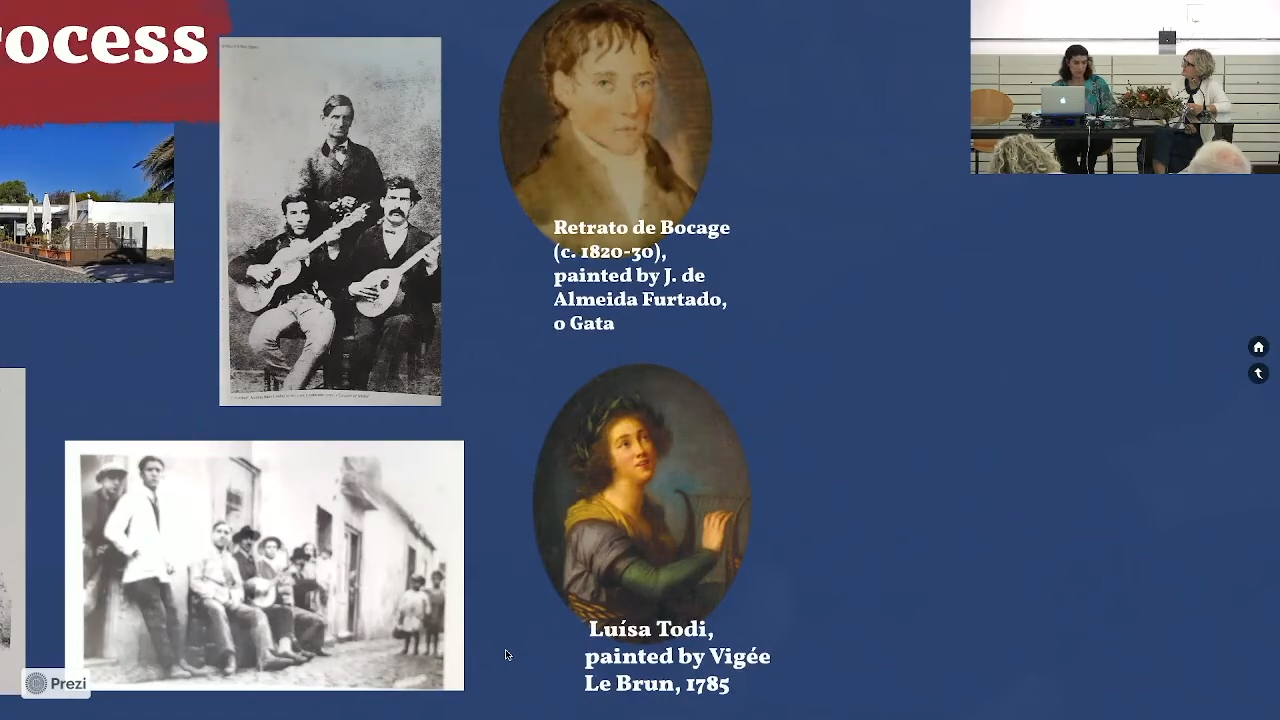 rocess
Retrato de Bocage
(c. 1820-30),
painted by J. de
Almeida Furtado,
o Gata
Luísa Todi,
painted by Vigée
Le Brun, 1785
Prezi